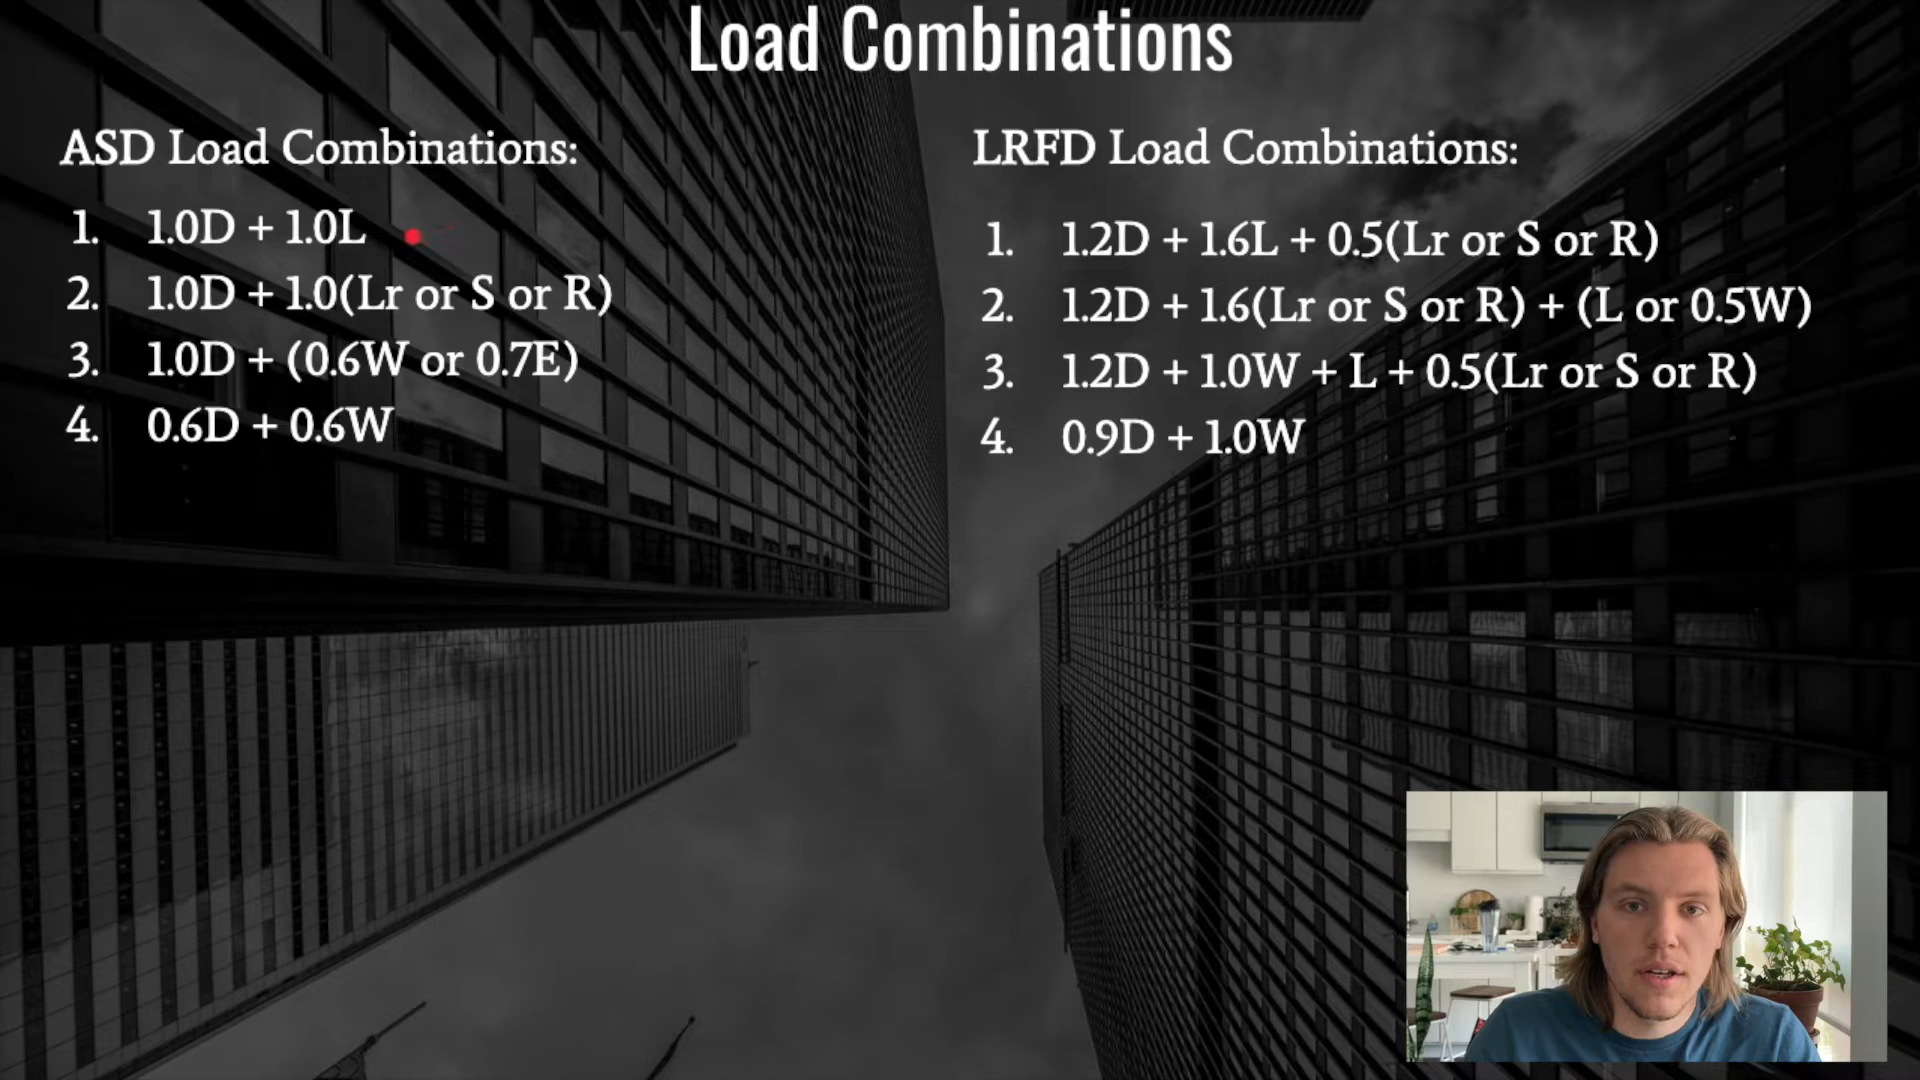 Load Combinations
ASD Load Combinations:
1. 1.0D + 1.0L
2. 1.0D + 1.0(Lr or S or R)
3. 1.0D + (0.6W or 0.7E)
4. 0.6D + 0.6W
LRFD Load Combinations:
1. 1.2D + 1.6L + 0.5(Lr or S or R)
2. 1.2D + 1.6(Lr or S or R) + (L or 0.5W)
3. 1.2D + 1.0W + L + 0.5(Lr or S or R)
4. 0.9D + 1.0W